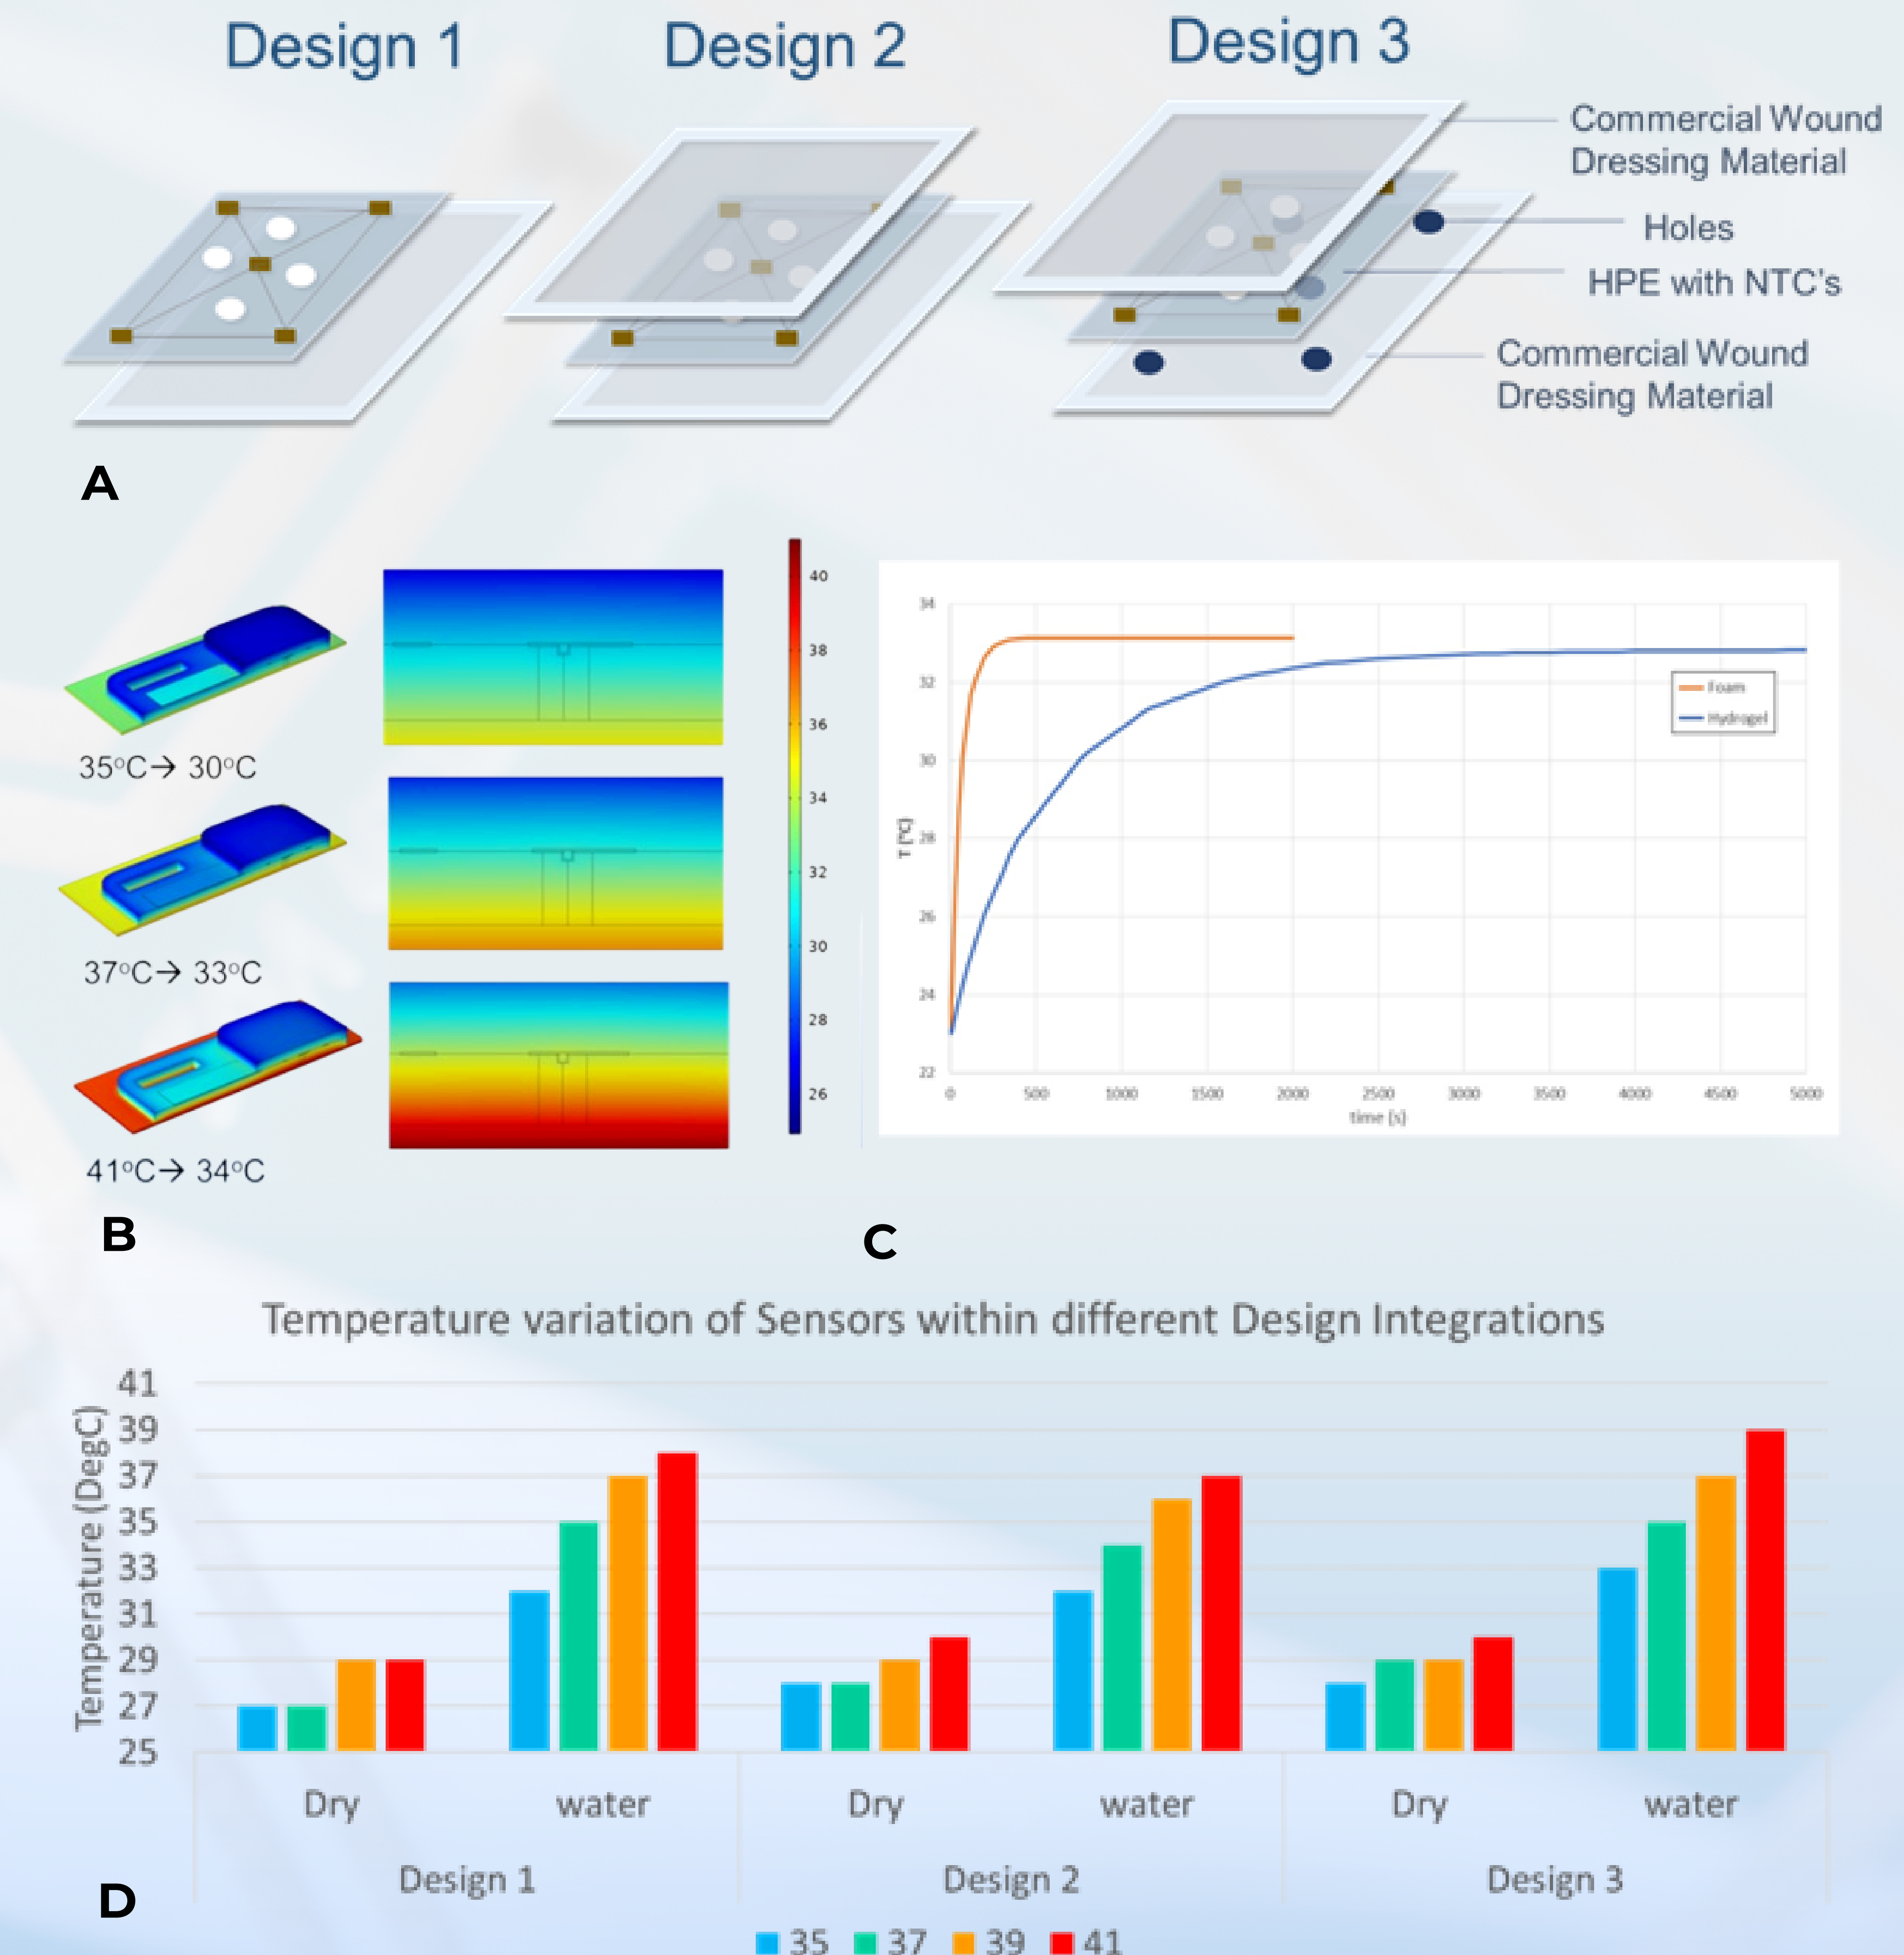 Design 1
Design 2
Design 3
Commercial Wound
Dressing Material
Holes
HPE with NTC's
Commercial Wound
Dressing Material
A
35°C→ 30°C
37°C→ 33°C
41°C→ 34°C
40
38
36
34
32
30
28
26
B
T (°C)
34
32
30
28
26
24
22
0 500 1000 1500 2000 2500 3000 3500 4000 4500 5000
time (s)
Foam
Hydrogel
C
Temperature variation of Sensors within different Design Integrations
Temperature (DegC)
41
39
37
35
33
31
29
27
25
Dry water Dry water Dry water
Design 1 Design 2 Design 3
D
35 37 39 41